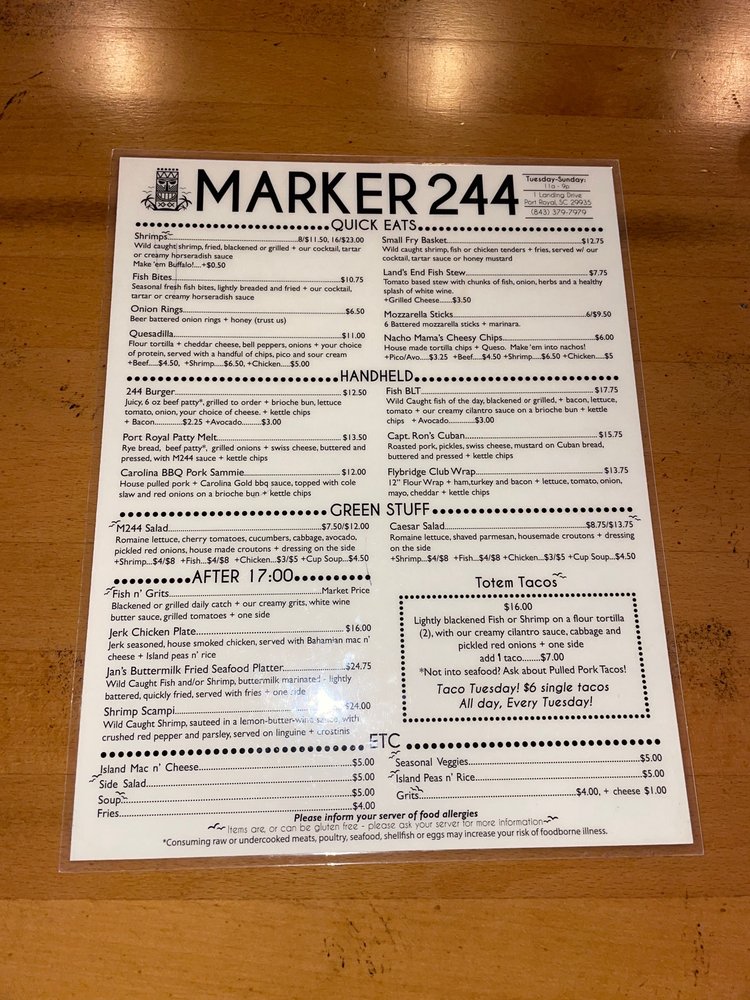 MARKER 244
Tuesday-Sunday:
11a - 9p
1 Landing Drive
Port Royal, SC 29935
(843) 379-7979
QUICK EATS
Shrimps 8/$11.50, 16/$23.00
Wild caught shrimp, fried, blackened or grilled + our cocktail, tartar
or creamy horseradish sauce
Make 'em Buffalo!....+$0.50
Fish Bites $10.75
Seasonal fresh fish bites, lightly breaded and fried + our cocktail,
tartar or creamy horseradish sauce
Onion Rings $6.50
Beer battered onion rings + honey (trust us)
Quesadilla $11.00
Flour tortilla + cheddar cheese, bell peppers, onions + your choice
of protein, served with a handful of chips, pico and sour cream
+Beef.....$4.50, +Shrimp.....$6.50, +Chicken.....$5.00
Small Fry Basket $12.75
Wild caught shrimp, fish or chicken tenders + fries, served w/ our
cocktail, tartar sauce or honey mustard
Land's End Fish Stew $7.75
Tomato based stew with chunks of fish, onion, herbs and a healthy
splash of white wine.
+Grilled Cheese......$3.50
Mozzarella Sticks 6/$9.50
6 Battered mozzarella sticks + marinara.
Nacho Mama's Cheesy Chips $6.00
House made tortilla chips + Queso. Make 'em into nachos!
+Pico/Avo.....$3.25 +Beef.....$4.50 +Shrimp.....$6.50 +Chicken.....$5
HANDHELD
244 Burger $12.50
Juicy, 6 oz beef patty*, grilled to order + brioche bun, lettuce
tomato, onion, your choice of cheese. + kettle chips
+ Bacon..........$2.25 +Avocado........$3.00
Port Royal Patty Melt $13.50
Rye bread, beef patty*, grilled onions + swiss cheese, buttered and
pressed, with M244 sauce + kettle chips
Carolina BBQ Pork Sammie $12.00
House pulled pork + Carolina Gold bbq sauce, topped with cole
slaw and red onions on a brioche bun + kettle chips
Fish BLT $17.75
Wild Caught fish of the day, blackened or grilled, + bacon, lettuce,
tomato + our creamy cilantro sauce on a brioche bun + kettle
chips + Avocado........$3.00
Capt. Ron's Cuban $15.75
Roasted pork, pickles, swiss cheese, mustard on Cuban bread,
buttered and pressed + kettle chips
Flybridge Club Wrap $13.75
12" Flour Wrap + ham,turkey and bacon + lettuce, tomato, onion,
mayo, cheddar + kettle chips
GREEN STUFF
M244 Salad $7.50/$12.00
Romaine lettuce, cherry tomatoes, cucumbers, cabbage, avocado,
pickled red onions, house made croutons + dressing on the side
+Shrimp...$4/$8 +Fish...$4/$8 +Chicken...$3/$5 +Cup Soup...$4.50
Caesar Salad $8.75/$13.75
Romaine lettuce, shaved parmesan, housemade croutons + dressing
on the side
+Shrimp...$4/$8 +Fish...$4/$8 +Chicken...$3/$5 +Cup Soup...$4.50
AFTER 17:00
Fish n' Grits Market Price
Blackened or grilled daily catch + our creamy grits, white wine
butter sauce, grilled tomatoes + one side
Jerk Chicken Plate $16.00
Jerk seasoned, house smoked chicken, served with Bahamian mac n'
cheese + Island peas n' rice
Jan's Buttermilk Fried Seafood Platter $24.75
Wild Caught Fish and/or Shrimp, buttermilk marinated - lightly
battered, quickly fried, served with fries + one side
Shrimp Scampi $24.00
Wild Caught Shrimp, sauteed in a lemon-butter-wine sauce, with
crushed red pepper and parsley, served on linguine + crostinis
Totem Tacos
$16.00
Lightly blackened Fish or Shrimp on a flour tortilla
(2), with our creamy cilantro sauce, cabbage and
pickled red onions + one side
add 1 taco........$7.00
*Not into seafood? Ask about Pulled Pork Tacos!
Taco Tuesday! $6 single tacos
All day, Every Tuesday!
ETC
Island Mac n' Cheese $5.00
Side Salad $5.00
Soup $5.00
Fries $4.00
Seasonal Veggies $5.00
Island Peas n' Rice $5.00
Grits $4.00, + cheese $1.00
Please inform your server of food allergies
Items are, or can be gluten free - please ask your server for more information
*Consuming raw or undercooked meats, poultry, seafood, shellfish or eggs may increase your risk of foodborne illness.